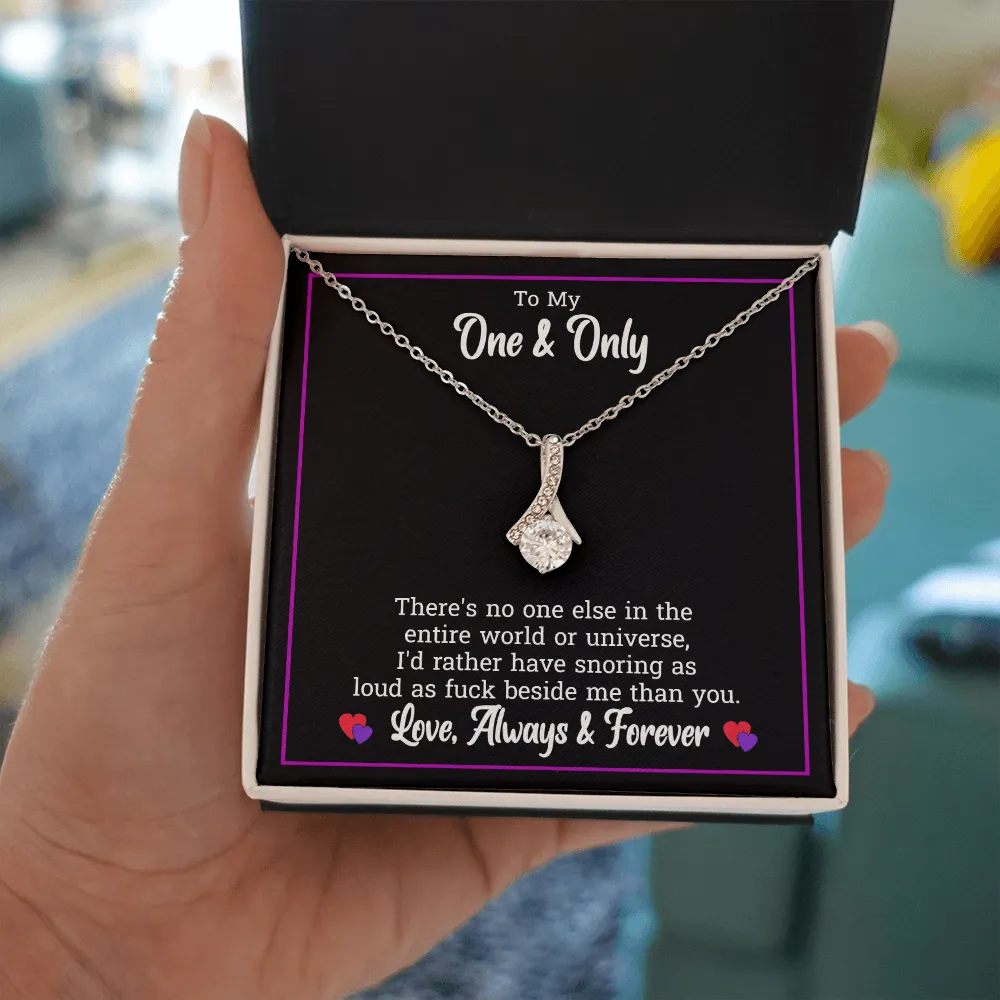 To My
One & Only
There's no one else in the
entire world or universe,
I'd rather have snoring as
loud as fuck beside me than you.
Love, Always & Forever